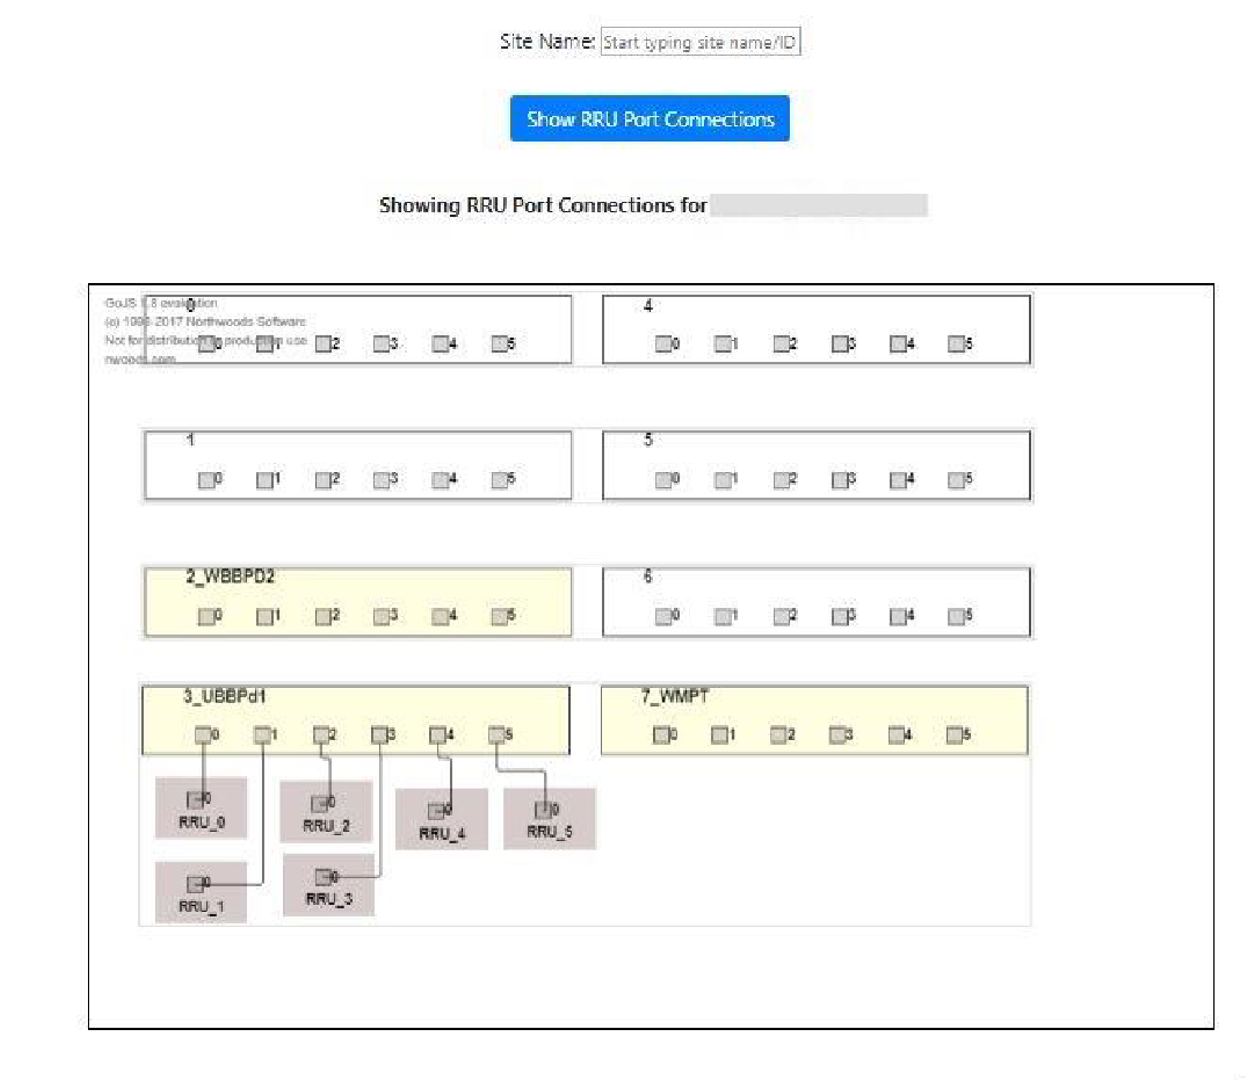 Site Name: Start typing site name/ID
Show RRU Port Connections
Showing RRU Port Connections for
GoJS 1.8 evaluation
(c) 1998-2017 Northwoods Software
Not for distribution or production use
nwoods.com
0 4
0 1 2 3 4 5 0 1 2 3 4 5
1 5
0 1 2 3 4 5 0 1 2 3 4 5
2_WBBPD2 6
0 1 2 3 4 5 0 1 2 3 4 5
3_UBBPd1 7_WMPT
0 1 2 3 4 5 0 1 2 3 4 5
0 0 0 0
RRU_0 RRU_2 RRU_4 RRU_5
0 0
RRU_1 RRU_3